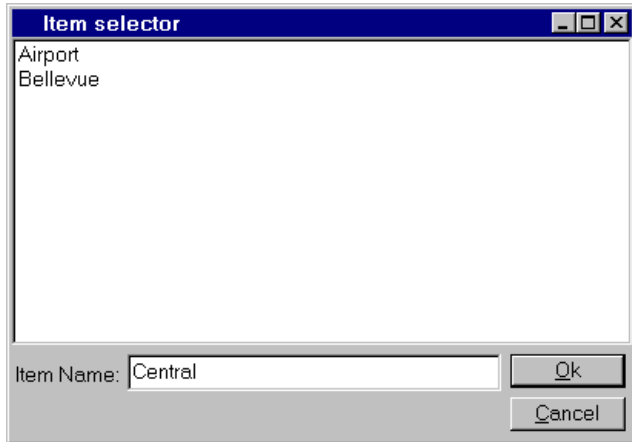 Item selector
Airport
Bellevue
Item Name: Central
Ok
Cancel